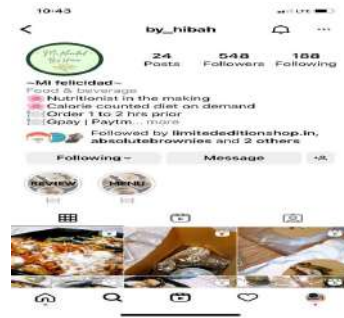 10:43
LTE
by_hibah
24 548 188
Posts Followers Following
~Mi felicidad~
Food & beverage
Nutritionist in the making
Calorie counted diet on demand
Order 1 to 2 hrs prior
Gpay | Paytm... more
Followed by limitededitionshop.in,
absolutebrownies and 2 others
Following
Message
REVIEW
MENU